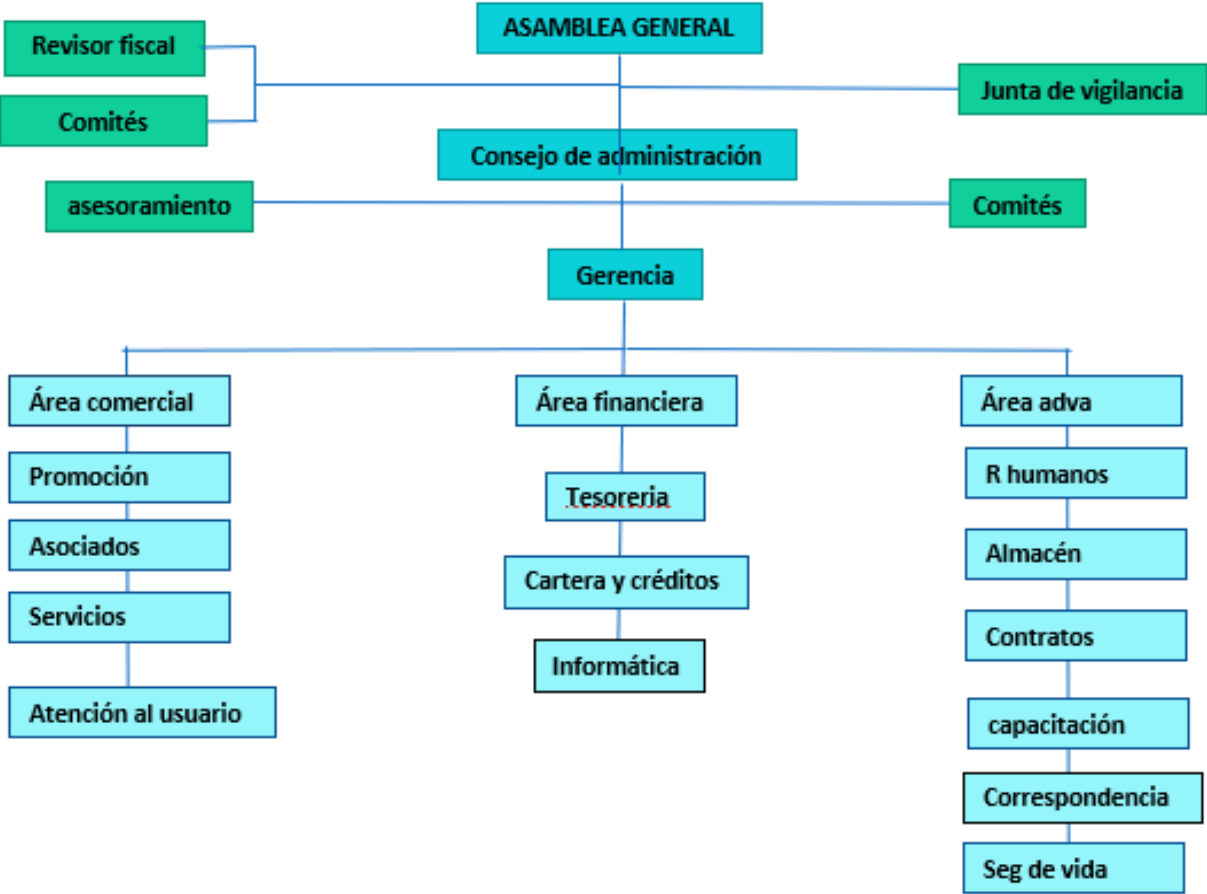 ASAMBLEA GENERAL
Revisor fiscal
Comités
Junta de vigilancia
Consejo de administración
asesoramiento
Comités
Gerencia
Área comercial
Promoción
Asociados
Servicios
Atención al usuario
Área financiera
Tesoreria
Cartera y créditos
Informática
Área adva
R humanos
Almacén
Contratos
capacitación
Correspondencia
Seg de vida